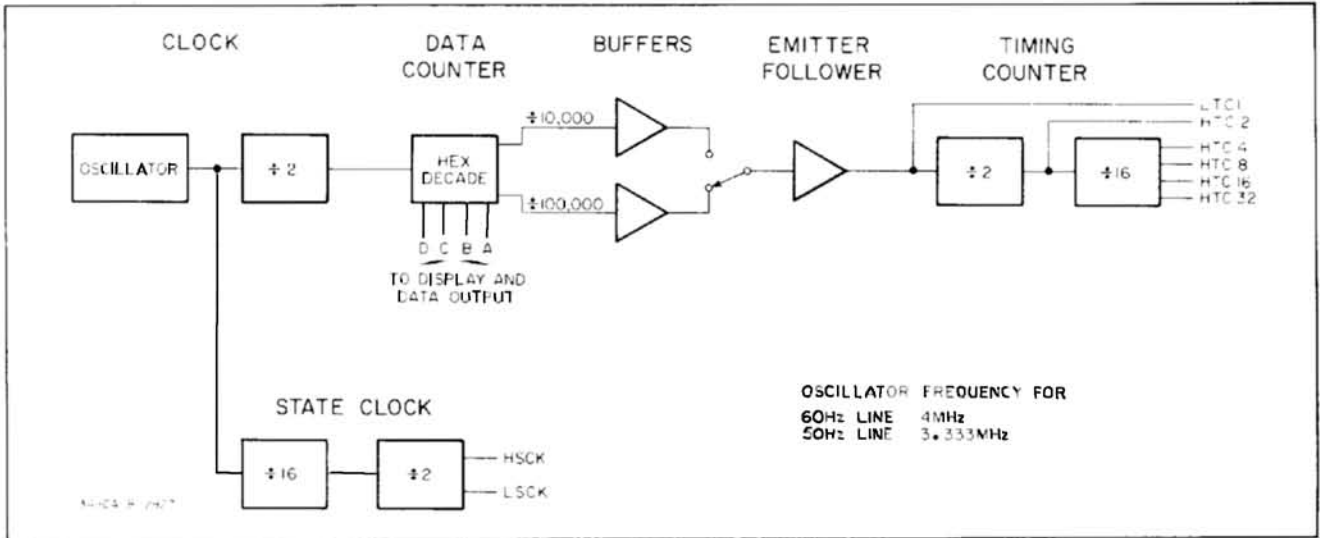 CLOCK
DATA COUNTER
BUFFERS
EMITTER FOLLOWER
TIMING COUNTER
OSCILLATOR
÷2
HEX DECADE
÷10,000
÷100,000
D C B A
TO DISPLAY AND
DATA OUTPUT
÷2
÷16
LTC1
HTC 2
HTC 4
HTC 8
HTC 16
HTC 32
STATE CLOCK
÷16
÷2
HSCK
LSCK
OSCILLATOR FREQUENCY FOR
60Hz LINE 4MHz
50Hz LINE 3.333MHz